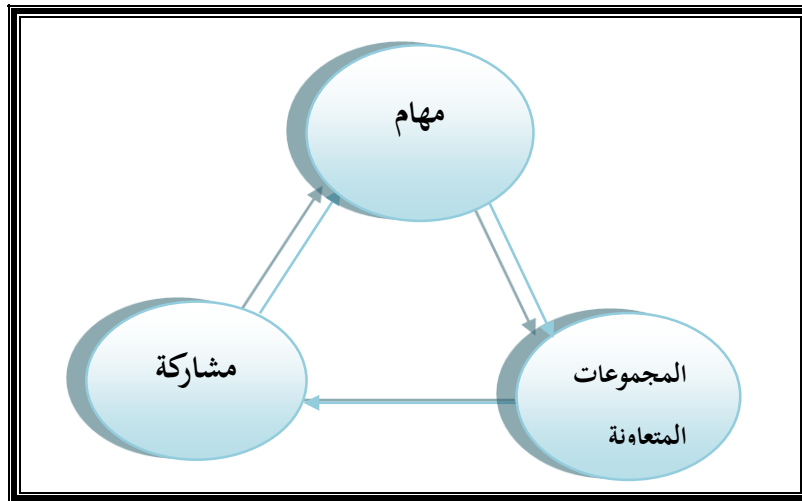 مهام
مشاركة
المجموعات
المتعاونة